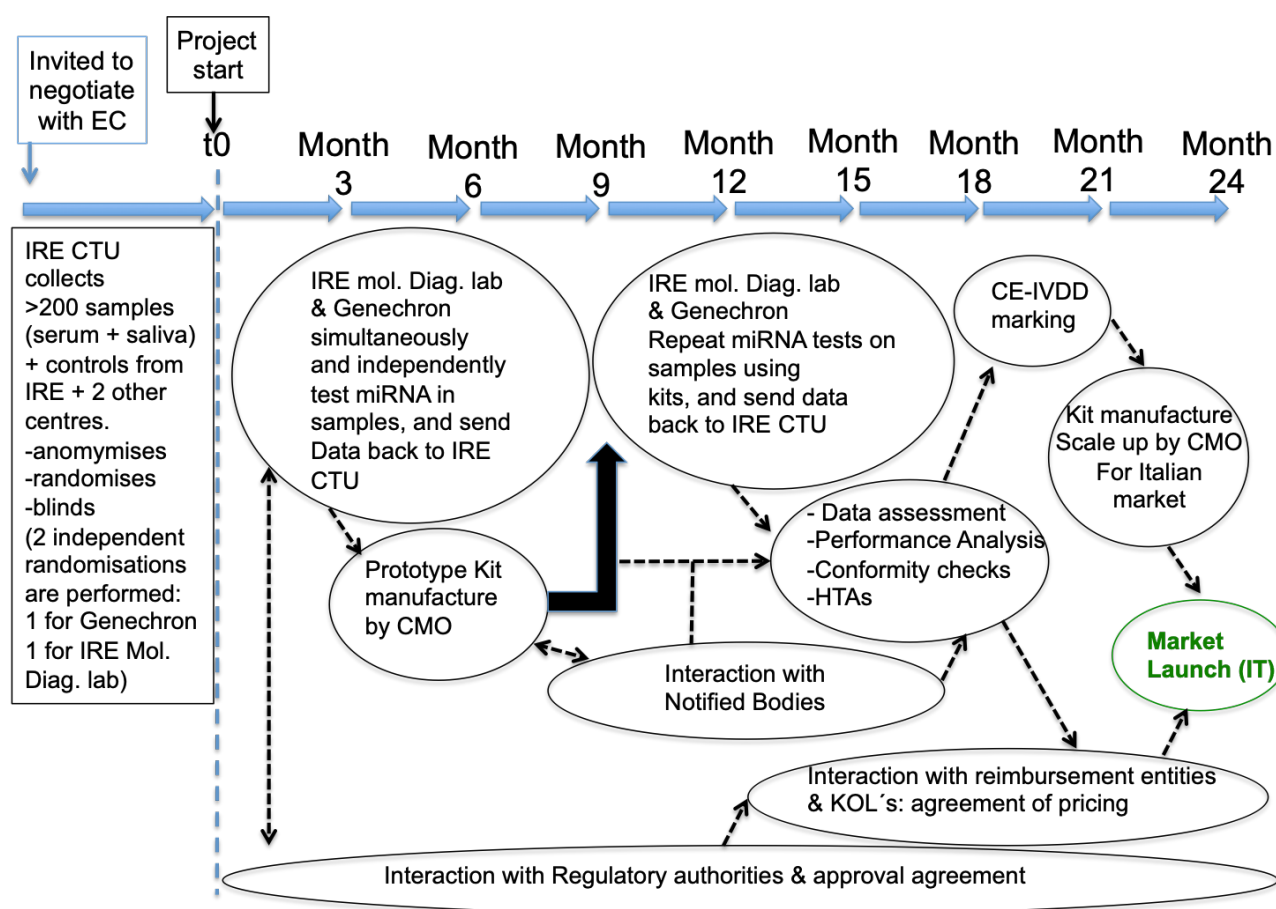 Invited to
negotiate
with EC
Project
start
t0
Month
3
Month
6
Month
9
Month
12
Month
15
Month
18
Month
21
Month
24
IRE CTU
collects
>200 samples
(serum + saliva)
+ controls from
IRE + 2 other
centres.
-anomymises
-randomises
-blinds
(2 independent
randomisations
are performed:
1 for Genechron
1 for IRE Mol.
Diag. lab)
IRE mol. Diag. lab
& Genechron
simultaneously
and independently
test miRNA in
samples, and send
Data back to IRE
CTU
IRE mol. Diag. lab
& Genechron
Repeat miRNA tests on
samples using
kits, and send data
back to IRE CTU
CE-IVDD
marking
Kit manufacture
Scale up by CMO
For Italian
market
Prototype Kit
manufacture
by CMO
- Data assessment
-Performance Analysis
-Conformity checks
-HTAs
Interaction with
Notified Bodies
Market
Launch (IT)
Interaction with reimbursement entities
& KOL´s: agreement of pricing
Interaction with Regulatory authorities & approval agreement